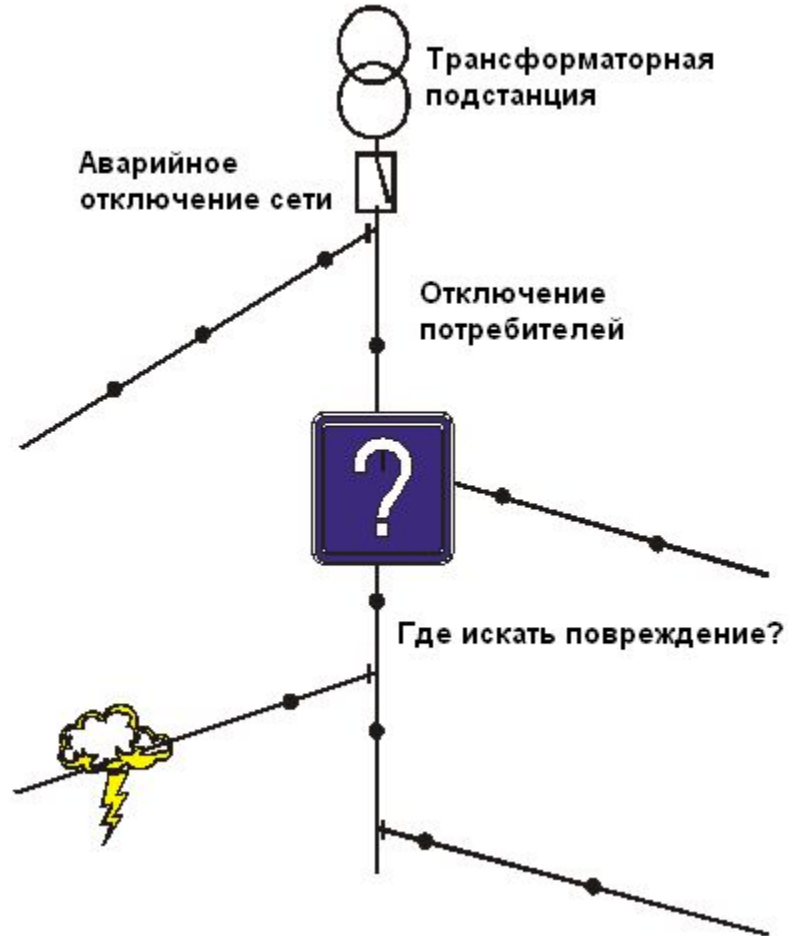 Трансформаторная
подстанция
Аварийное
отключение сети
Отключение
потребителей
?
Где искать повреждение?